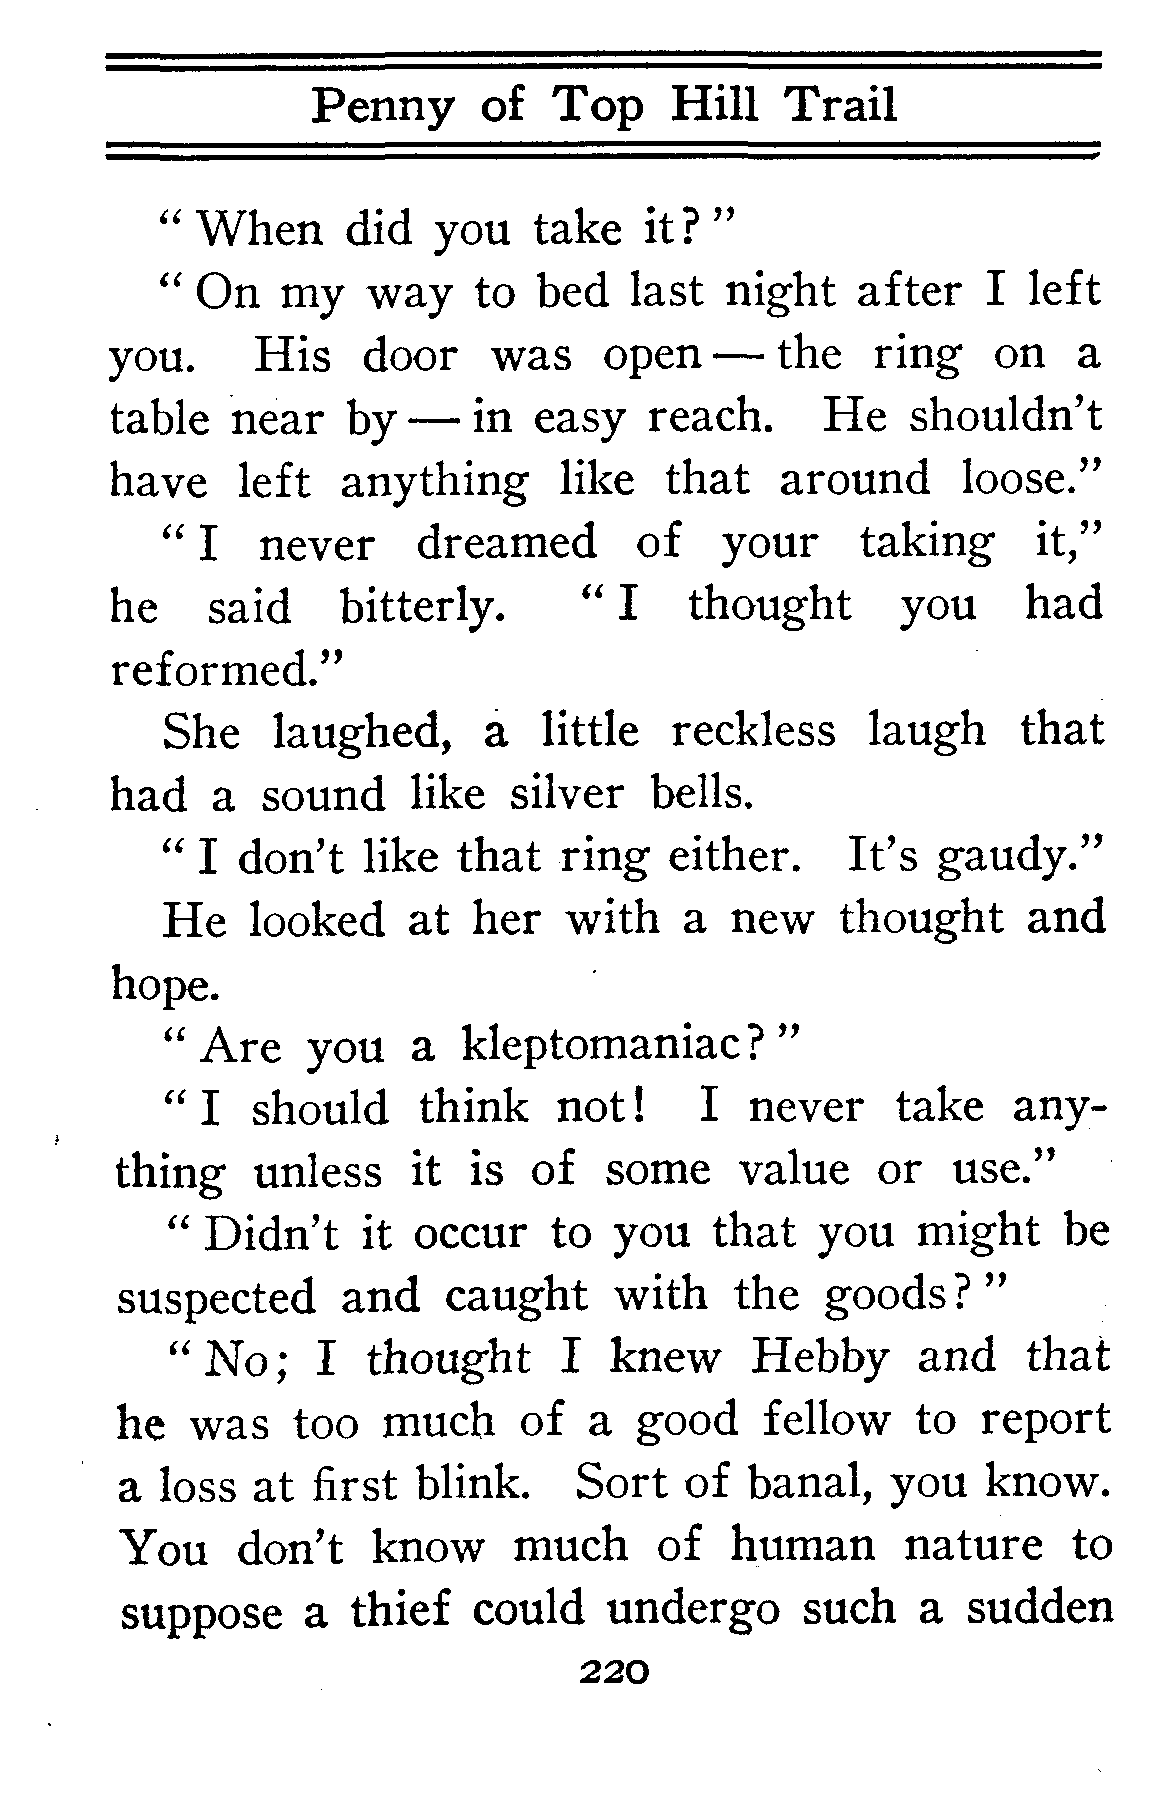 Penny of Top Hill Trail
“ When did you take it? ”
“ On my way to bed last night after I left
you. His door was open — the ring on a
table near by — in easy reach. He shouldn’t
have left anything like that around loose.”
“ I never dreamed of your taking it,”
he said bitterly. “ I thought you had
reformed.”
She laughed, a little reckless laugh that
had a sound like silver bells.
“ I don’t like that ring either. It’s gaudy.”
He looked at her with a new thought and
hope.
“ Are you a kleptomaniac? ”
“ I should think not! I never take any-
thing unless it is of some value or use.”
“ Didn’t it occur to you that you might be
suspected and caught with the goods? ”
“ No; I thought I knew Hebby and that
he was too much of a good fellow to report
a loss at first blink. Sort of banal, you know.
You don’t know much of human nature to
suppose a thief could undergo such a sudden
220